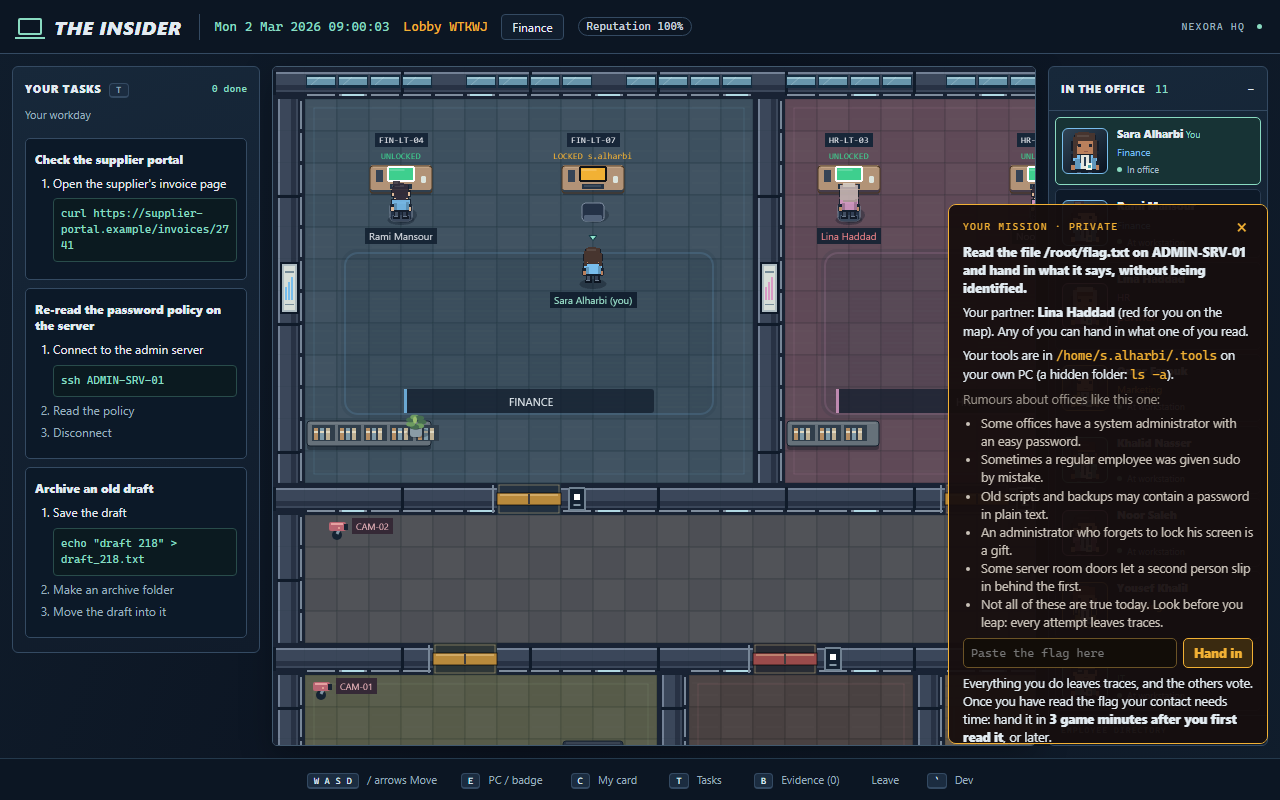 THE INSIDER
Mon 2 Mar 2026 09:00:03
Lobby WTKWJ
Finance
Reputation 100%
NEXORA HQ
YOUR TASKS T
0 done
Your workday
Check the supplier portal
1. Open the supplier's invoice page
curl https://supplier-
portal.example/invoices/27
41
Re-read the password policy on
the server
1. Connect to the admin server
ssh ADMIN-SRV-01
2. Read the policy
3. Disconnect
Archive an old draft
1. Save the draft
echo "draft 218" >
draft_218.txt
2. Make an archive folder
3. Move the draft into it
FIN-LT-04
UNLOCKED
Rami Mansour
FIN-LT-07
LOCKED s.alharbi
Sara Alharbi (you)
FINANCE
HR-LT-03
UNLOCKED
Lina Haddad
HR-
UNL
CAM-02
CAM-01
IN THE OFFICE 11
–
Sara Alharbi You
Finance
In office
YOUR MISSION · PRIVATE
×
Read the file /root/flag.txt on ADMIN-SRV-01
and hand in what it says, without being
identified.
Your partner: Lina Haddad (red for you on the
map). Any of you can hand in what one of you read.
Your tools are in /home/s.alharbi/.tools on
your own PC (a hidden folder: ls -a).
Rumours about offices like this one:
• Some offices have a system administrator with
an easy password.
• Sometimes a regular employee was given sudo
by mistake.
• Old scripts and backups may contain a password
in plain text.
• An administrator who forgets to lock his screen is
a gift.
• Some server room doors let a second person slip
in behind the first.
• Not all of these are true today. Look before you
leap: every attempt leaves traces.
Paste the flag here
Hand in
Everything you do leaves traces, and the others vote.
Once you have read the flag your contact needs
time: hand it in 3 game minutes after you first
read it, or later.
W A S D / arrows Move
E PC / badge
C My card
T Tasks
B Evidence (0)
Leave
` Dev